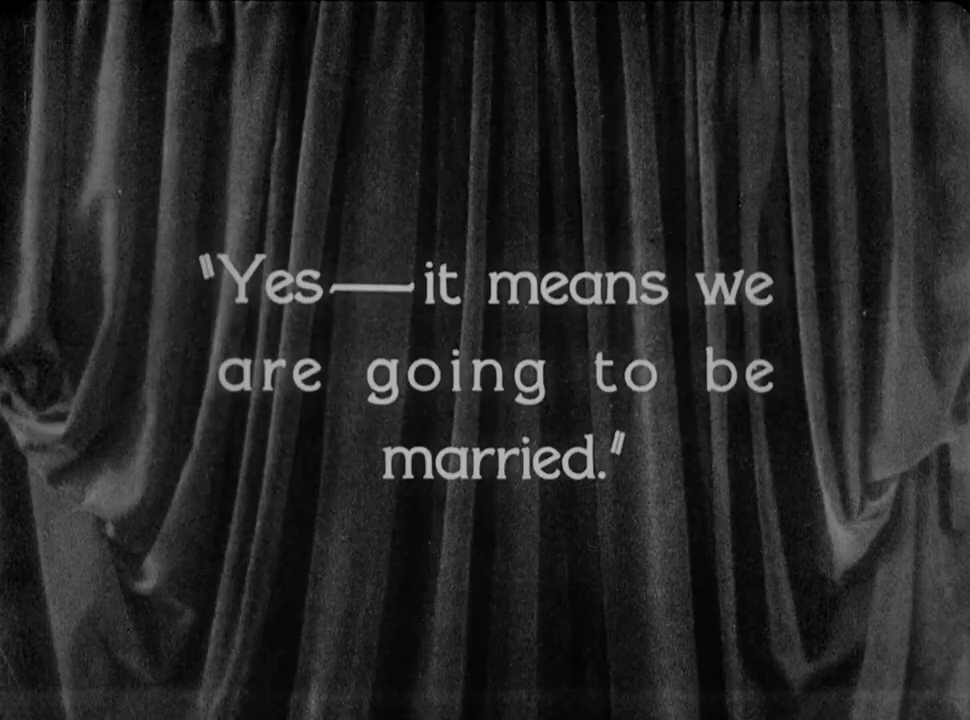 "Yes—it means we
are going to be
married."